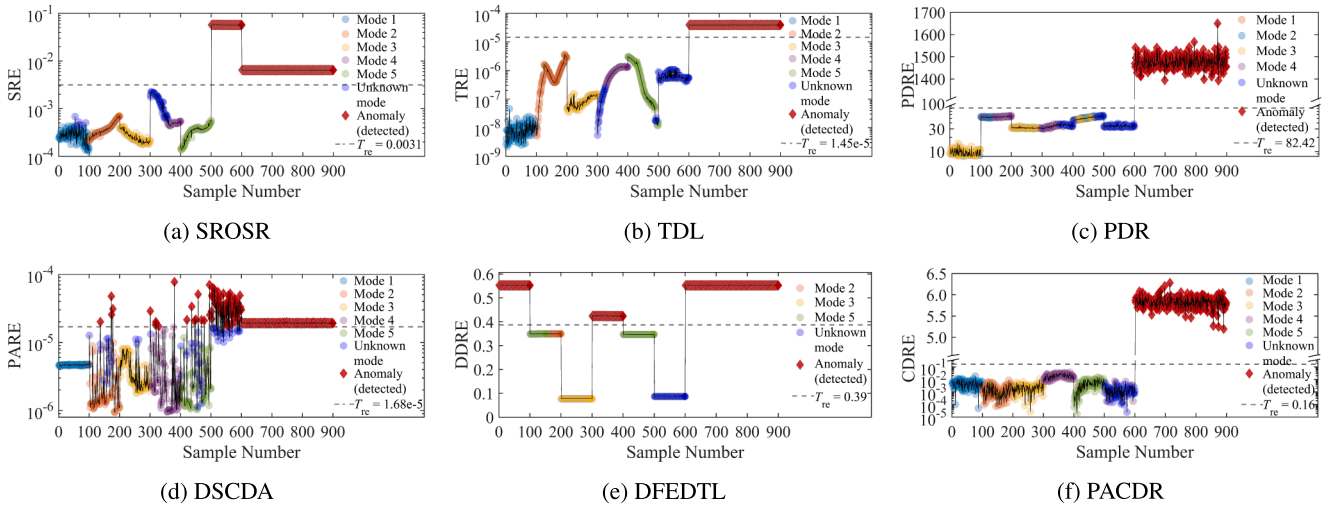 10^-1
10^-2
10^-3
10^-4
SRE
0 100 200 300 400 500 600 700 800 900
Sample Number
Mode 1
Mode 2
Mode 3
Mode 4
Mode 5
Unknown
mode
Anomaly
(detected)
T_re = 0.0031
(a) SROSR
10^-4
10^-5
10^-6
10^-7
10^-8
10^-9
TRE
0 100 200 300 400 500 600 700 800 900
Sample Number
Mode 1
Mode 2
Mode 3
Mode 4
Mode 5
Unknown
mode
Anomaly
(detected)
T_re = 1.45e-5
(b) TDL
1700
1600
1500
1400
100
30
10
PDRE
0 100 200 300 400 500 600 700 800 900
Sample Number
Mode 1
Mode 2
Mode 3
Mode 4
Unknown
mode
Anomaly
(detected)
T_re = 82.42
(c) PDR
10^-4
10^-5
10^-6
PARE
0 100 200 300 400 500 600 700 800 900
Sample Number
Mode 1
Mode 2
Mode 3
Mode 4
Mode 5
Unknown
mode
Anomaly
(detected)
T_re = 1.68e-5
(d) DSCDA
0.6
0.5
0.4
0.3
0.2
0.1
0
DDRE
0 100 200 300 400 500 600 700 800 900
Sample Number
Mode 2
Mode 3
Mode 5
Unknown
mode
Anomaly
(detected)
T_re = 0.39
(e) DFEDTL
6.5
6.0
5.5
5.0
10^-1
10^-2
10^-3
10^-4
10^-5
CDRE
0 100 200 300 400 500 600 700 800 900
Sample Number
Mode 1
Mode 2
Mode 3
Mode 4
Mode 5
Unknown
mode
Anomaly
(detected)
T_re = 0.16
(f) PACDR